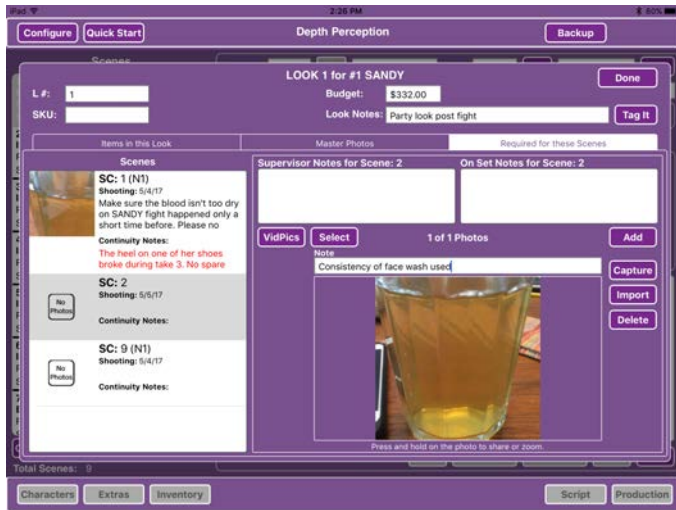 iPad
2:26 PM
60%
Configure
Quick Start
Depth Perception
Backup
Scenes
LOOK 1 for #1 SANDY
Done
L #: 1
Budget: $332.00
SKU:
Look Notes: Party look post fight
Tag It
Items in this Look
Master Photos
Required for these Scenes
Scenes
SC: 1 (N1)
Shooting: 5/4/17
Make sure the blood isn't too dry
on SANDY fight happened only a
short time before. Please no
Continuity Notes:
The heel on one of her shoes
broke during take 3. No spare
No
Photos
SC: 2
Shooting: 5/5/17
Continuity Notes:
No
Photos
SC: 9 (N1)
Shooting: 5/4/17
Continuity Notes:
Supervisor Notes for Scene: 2
On Set Notes for Scene: 2
VidPics
Select
1 of 1 Photos
Add
Note
Consistency of face wash used
Capture
Import
Delete
Press and hold on the photo to share or zoom.
Total Scenes: 9
Characters
Extras
Inventory
Script
Production